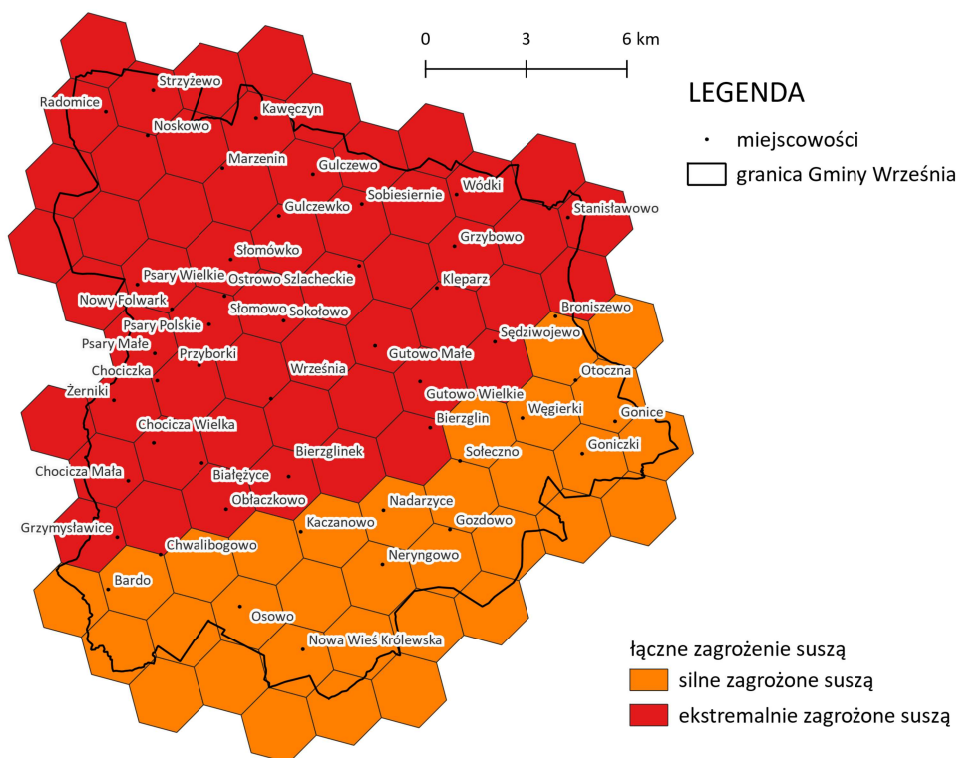 0 3 6 km
LEGENDA
miejscowości
granica Gminy Września
Strzyżewo
Radomice
Kawęczyn
Noskowo
Marzenin
Gulczewo
Wódki
Sobiesiernie
Gulczewko
Stanisławowo
Grzybowo
Słomówko
Psary Wielkie
Ostrowo Szlacheckie
Kleparz
Nowy Folwark
Słomowo
Sokołowo
Broniszewo
Psary Polskie
Sędziwojewo
Psary Małe
Przyborki
Gutowo Małe
Chociczka
Września
Otoczna
Żerniki
Gutowo Wielkie
Węgierki
Gonice
Chocicza Wielka
Bierzglin
Goniczki
Bierzglinek
Sołeczno
Chocicza Mała
Białężyce
Obłaczkowo
Nadarzyce
Kaczanowo
Gozdowo
Grzymysławice
Chwalibogowo
Neryngowo
Bardo
Osowo
Nowa Wieś Królewska
łączne zagrożenie suszą
silne zagrożone suszą
ekstremalnie zagrożone suszą